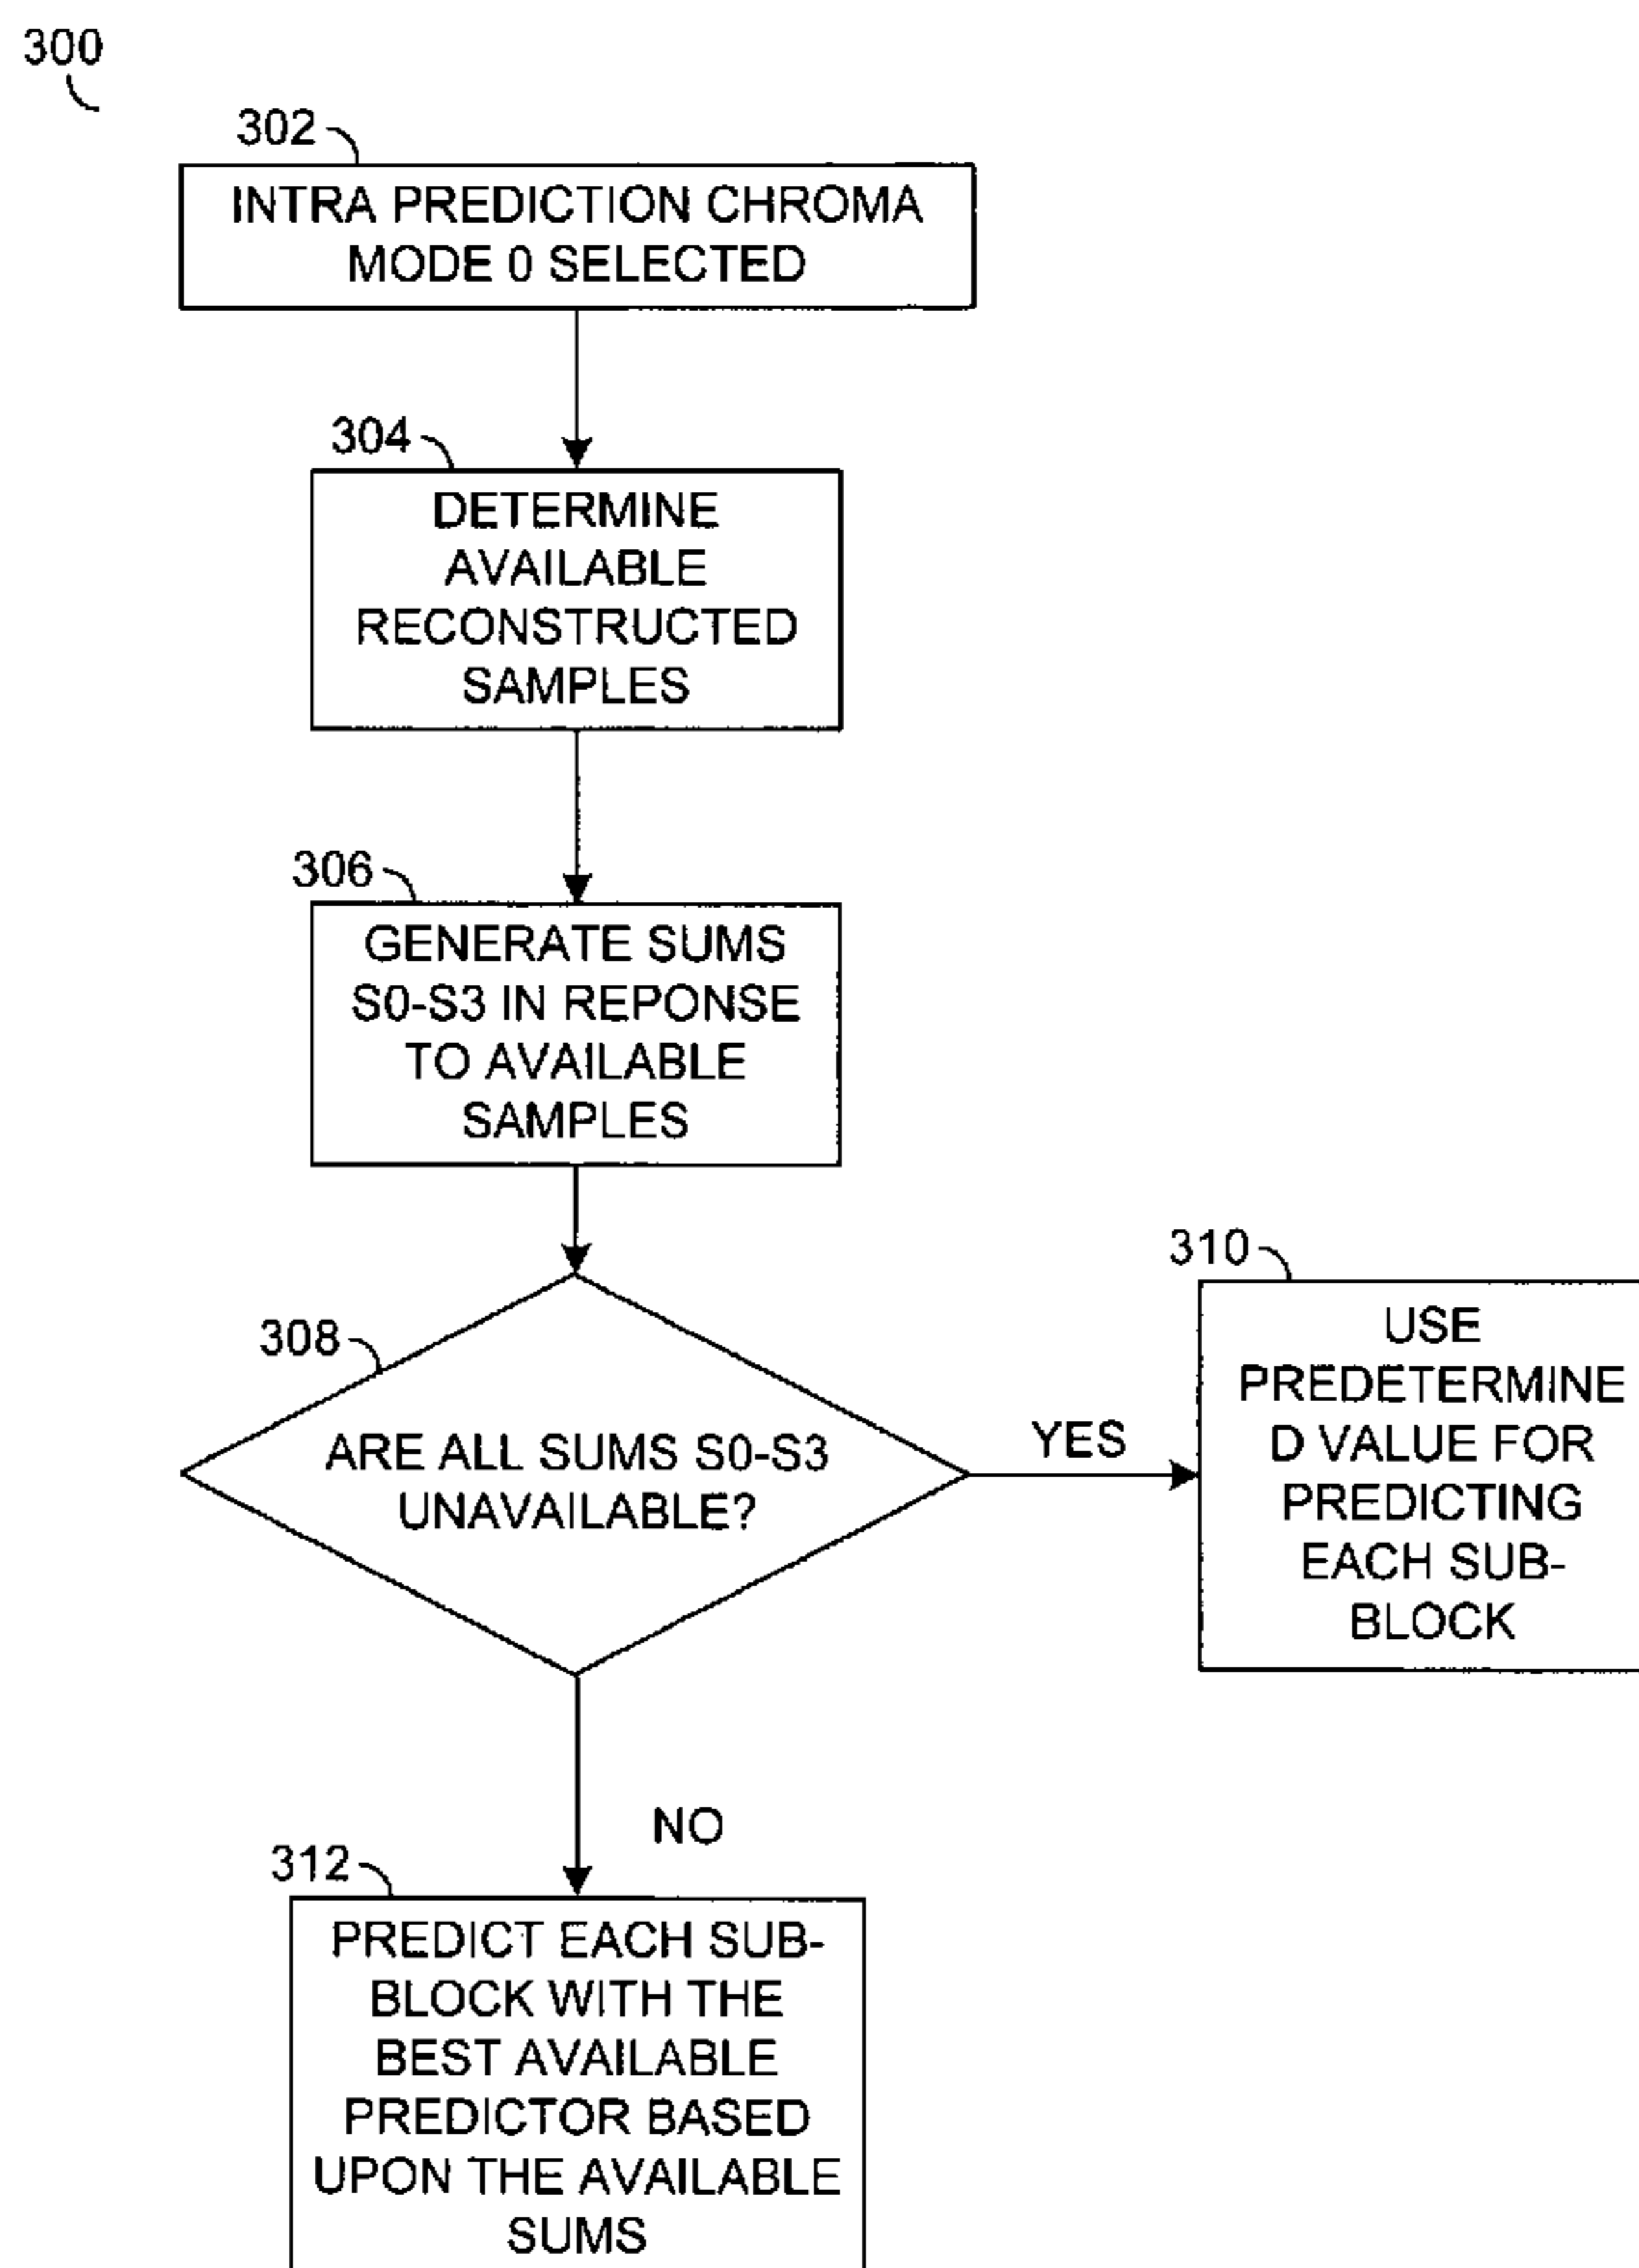 300
302
INTRA PREDICTION CHROMA
MODE 0 SELECTED
304
DETERMINE
AVAILABLE
RECONSTRUCTED
SAMPLES
306
GENERATE SUMS
S0-S3 IN REPONSE
TO AVAILABLE
SAMPLES
308
ARE ALL SUMS S0-S3
UNAVAILABLE?
YES
310
USE
PREDETERMINE
D VALUE FOR
PREDICTING
EACH SUB-
BLOCK
NO
312
PREDICT EACH SUB-
BLOCK WITH THE
BEST AVAILABLE
PREDICTOR BASED
UPON THE AVAILABLE
SUMS